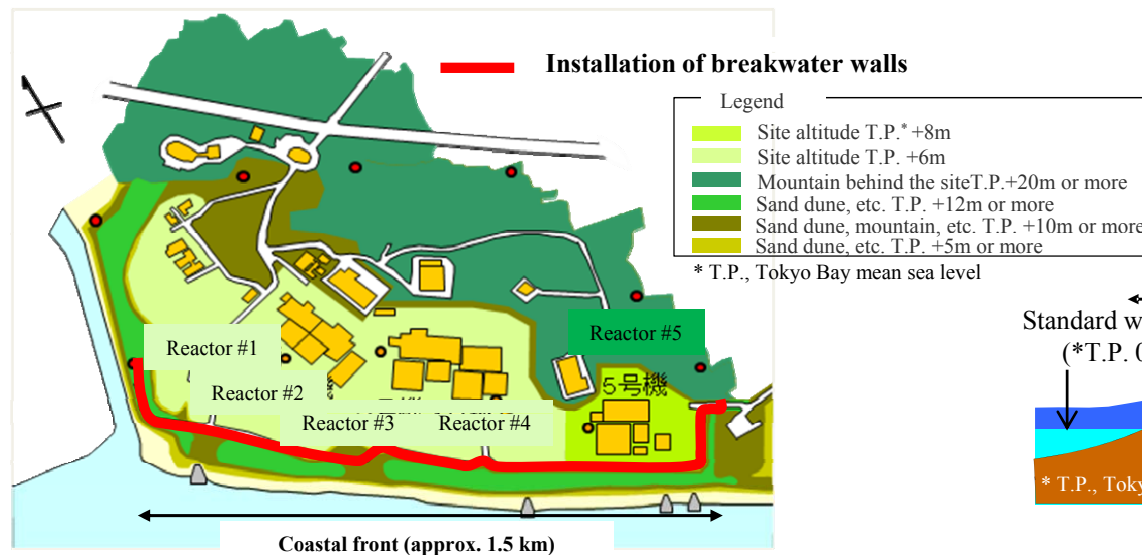 Installation of breakwater walls
Legend
Site altitude T.P.* +8m
Site altitude T.P. +6m
Mountain behind the siteT.P.+20m or more
Sand dune, etc. T.P. +12m or more
Sand dune, mountain, etc. T.P. +10m or more
Sand dune, etc. T.P. +5m or more
* T.P., Tokyo Bay mean sea level
Reactor #1
Reactor #2
Reactor #3
Reactor #4
Reactor #5
5号機
Standard w
(*T.P. 0
* T.P., Toky
Coastal front (approx. 1.5 km)